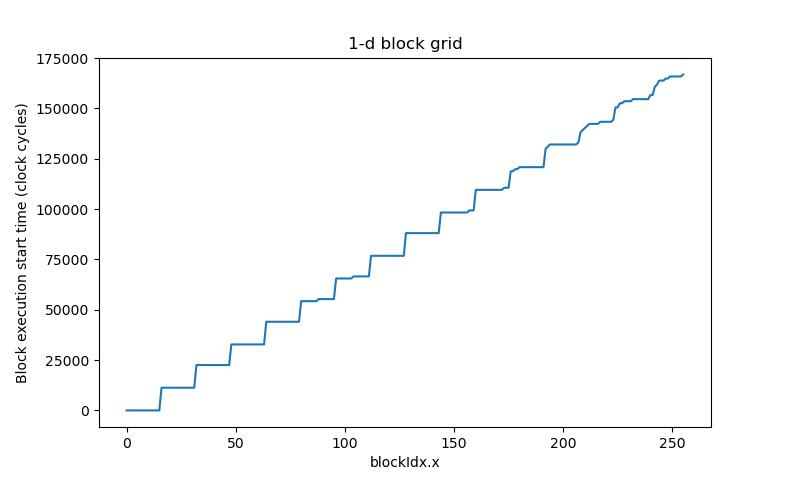 1-d block grid
Block execution start time (clock cycles)
175000
150000
125000
100000
75000
50000
25000
0
0 50 100 150 200 250
blockIdx.x